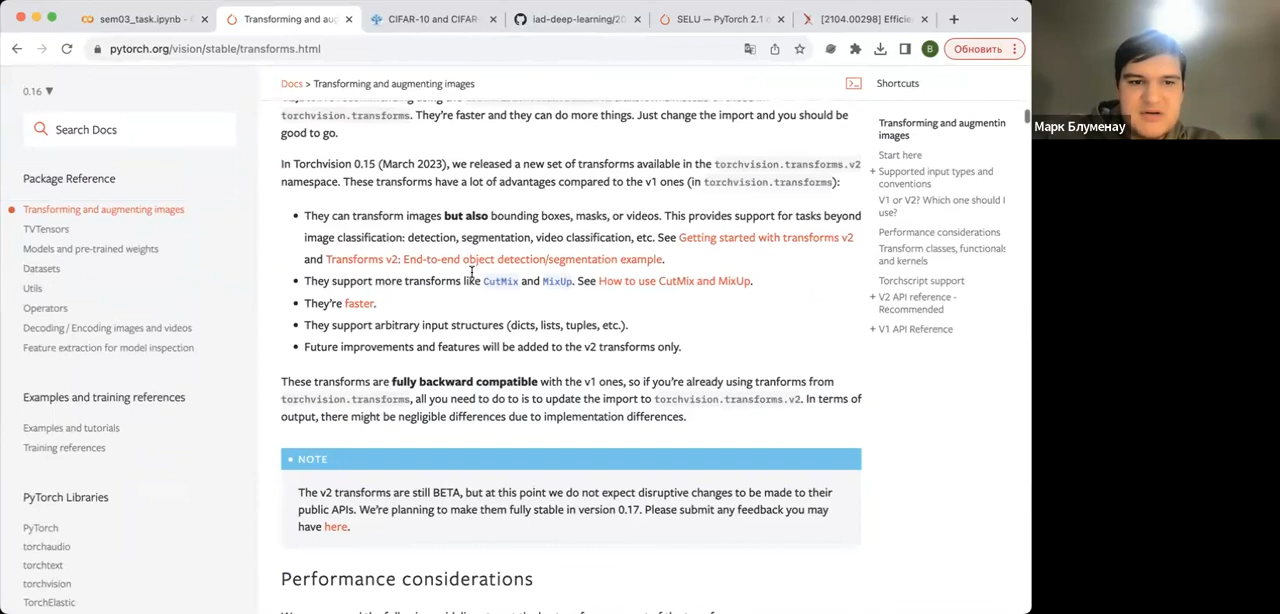 sem03_task.ipynb -
Transforming and aug
CIFAR-10 and CIFAR
iad-deep-learning/20
SELU — PyTorch 2.1 d
[2104.00298] Efficie
pytorch.org/vision/stable/transforms.html
B
Обновить
0.16 ▼
Search Docs
Package Reference
Transforming and augmenting images
TVTensors
Models and pre-trained weights
Datasets
Utils
Operators
Decoding / Encoding images and videos
Feature extraction for model inspection
Examples and training references
Examples and tutorials
Training references
PyTorch Libraries
PyTorch
torchaudio
torchtext
torchvision
TorchElastic
Docs > Transforming and augmenting images
torchvision.transforms. They're faster and they can do more things. Just change the import and you should be
good to go.
In Torchvision 0.15 (March 2023), we released a new set of transforms available in the torchvision.transforms.v2
namespace. These transforms have a lot of advantages compared to the v1 ones (in torchvision.transforms):
• They can transform images but also bounding boxes, masks, or videos. This provides support for tasks beyond
image classification: detection, segmentation, video classification, etc. See Getting started with transforms v2
and Transforms v2: End-to-end object detection/segmentation example.
• They support more transforms like CutMix and MixUp. See How to use CutMix and MixUp.
• They're faster.
• They support arbitrary input structures (dicts, lists, tuples, etc.).
• Future improvements and features will be added to the v2 transforms only.
These transforms are fully backward compatible with the v1 ones, so if you're already using tranforms from
torchvision.transforms, all you need to do to is to update the import to torchvision.transforms.v2. In terms of
output, there might be negligible differences due to implementation differences.
• NOTE
The v2 transforms are still BETA, but at this point we do not expect disruptive changes to be made to their
public APIs. We're planning to make them fully stable in version 0.17. Please submit any feedback you may
have here.
Performance considerations
Shortcuts
Transforming and augmentin
images
Start here
+ Supported input types and
conventions
V1 or V2? Which one should I
use?
Performance considerations
Transform classes, functionals
and kernels
Torchscript support
+ V2 API reference -
Recommended
+ V1 API Reference
Марк Блуменау